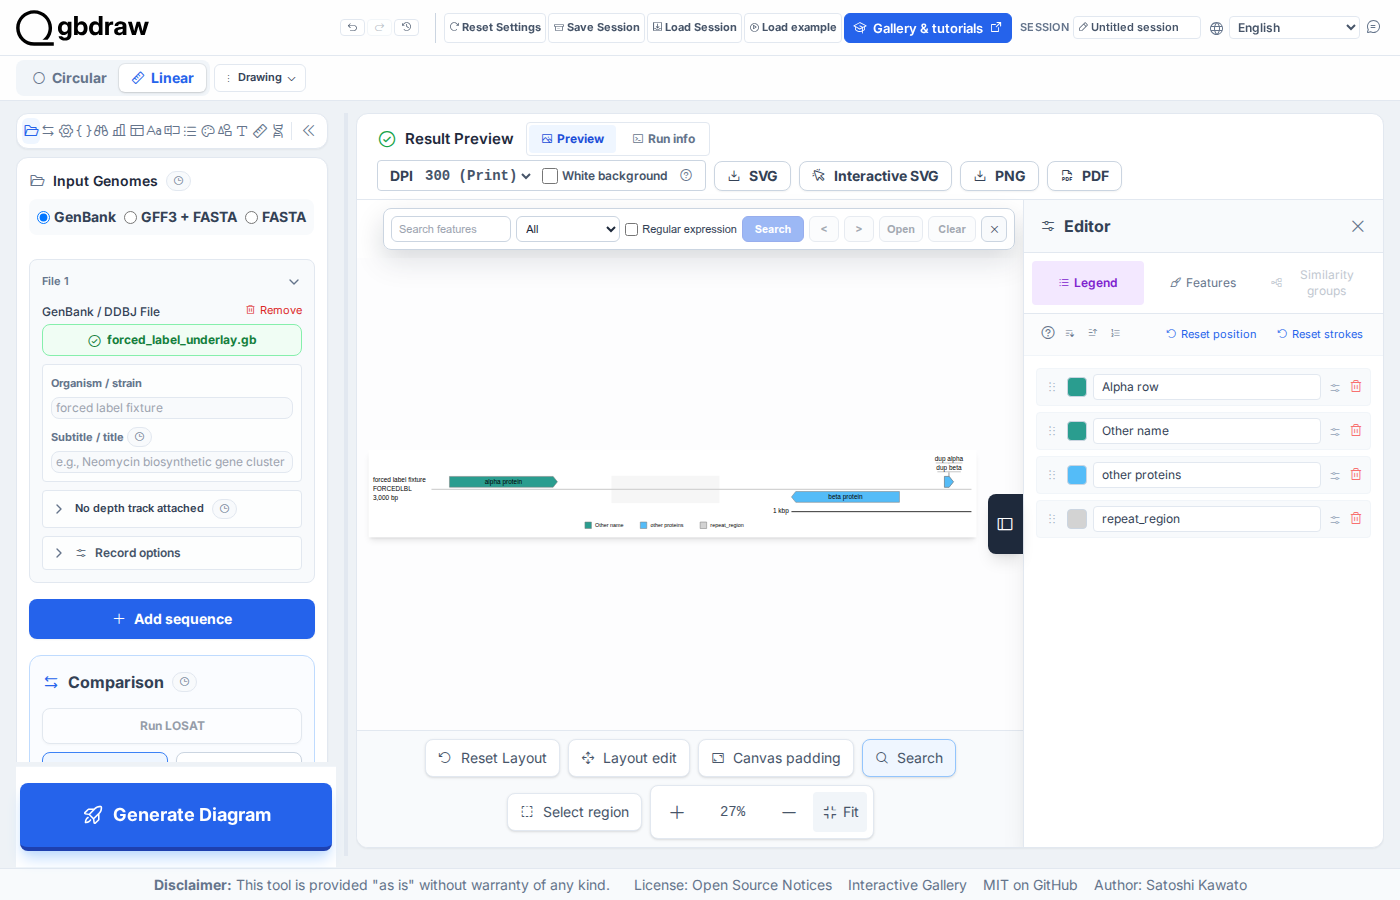 gbdraw
Reset Settings
Save Session
Load Session
Load example
Gallery & tutorials
SESSION
Untitled session
English
Circular
Linear
Drawing
Aa
Input Genomes
GenBank
GFF3 + FASTA
FASTA
File 1
GenBank / DDBJ File
Remove
forced_label_underlay.gb
Organism / strain
forced label fixture
Subtitle / title
e.g., Neomycin biosynthetic gene cluster
No depth track attached
Record options
Add sequence
Comparison
Run LOSAT
Generate Diagram
Result Preview
Preview
Run info
DPI
300 (Print)
White background
SVG
Interactive SVG
PNG
PDF
Search features
All
Regular expression
Search
<
>
Open
Clear
dup alpha
dup beta
forced label fixture
FORCEDLBL
3,000 bp
alpha protein
beta protein
1 kbp
Other name
other proteins
repeat_region
Reset Layout
Layout edit
Canvas padding
Search
Select region
27%
Fit
Editor
Legend
Features
Similarity
groups
Reset position
Reset strokes
Alpha row
Other name
other proteins
repeat_region
Disclaimer: This tool is provided "as is" without warranty of any kind.
License: Open Source Notices
Interactive Gallery
MIT on GitHub
Author: Satoshi Kawato